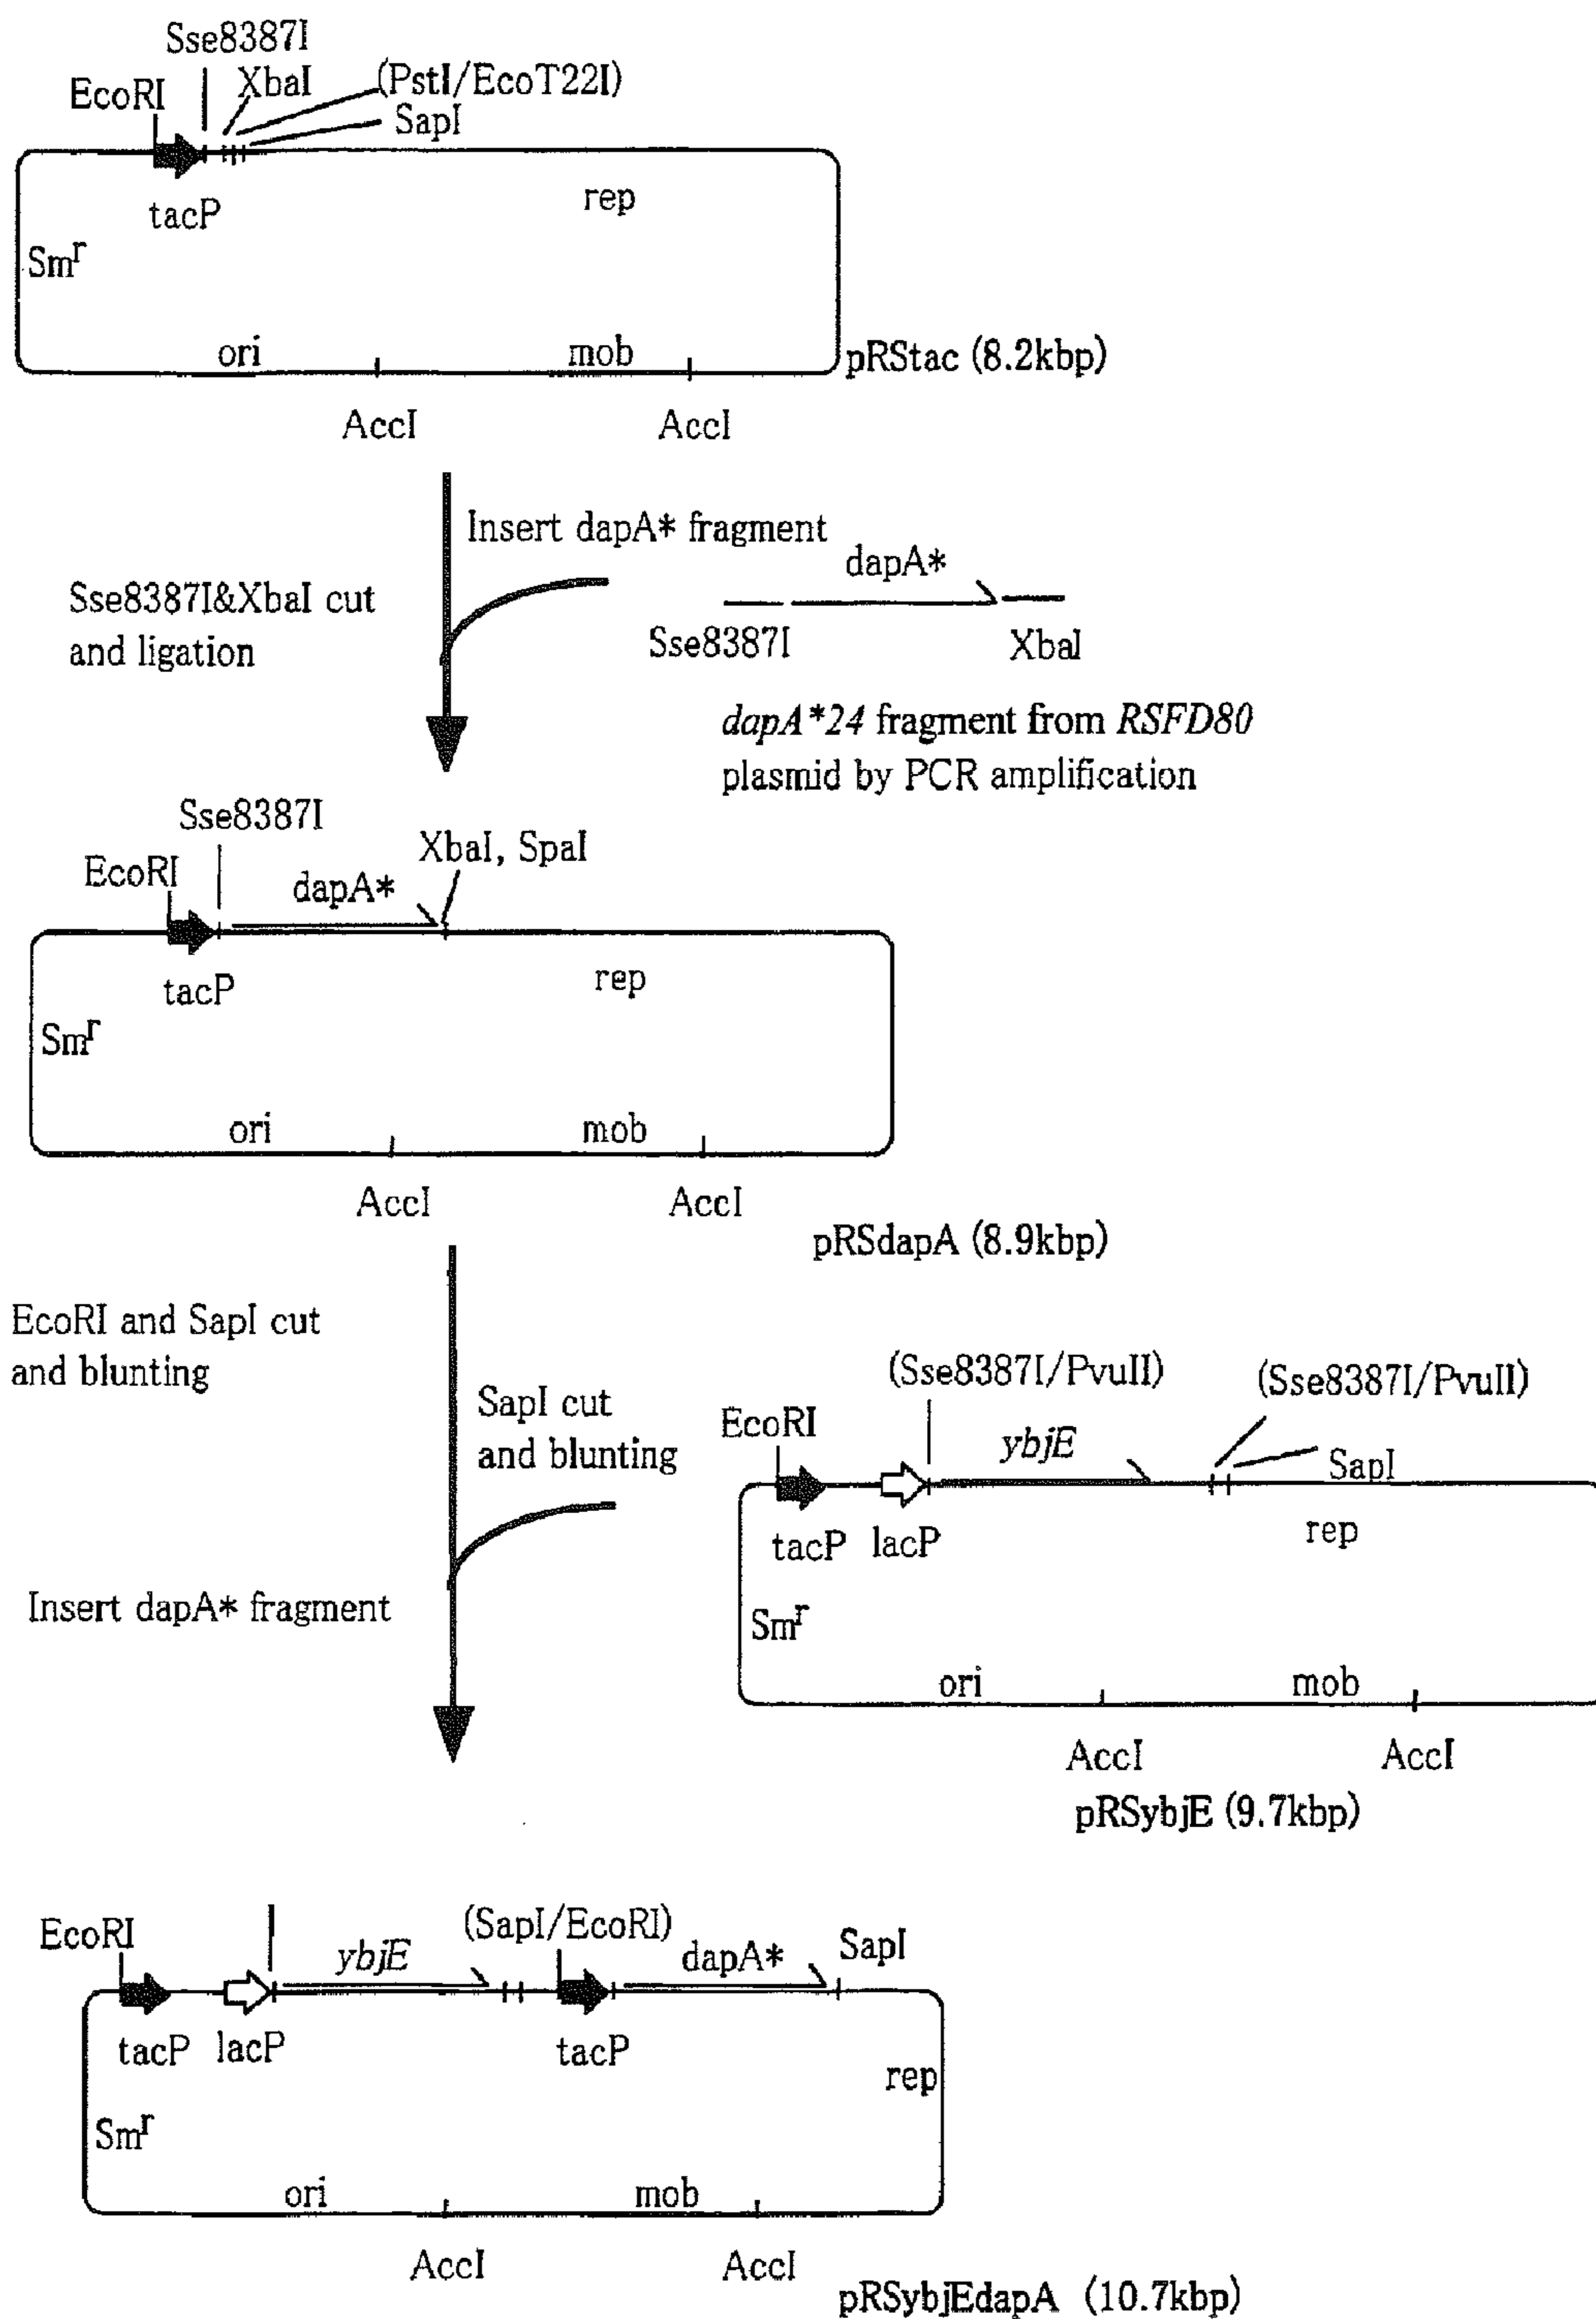 Sse8387I
EcoRI
XbaI
(PstI/EcoT22I)
SapI
tacP
rep
Smr
ori
mob
pRStac (8.2kbp)
AccI
AccI
Insert dapA* fragment
Sse8387I&XbaI cut
and ligation
dapA*
Sse8387I
XbaI
dapA*24 fragment from RSFD80
plasmid by PCR amplification
Sse8387I
EcoRI
dapA*
XbaI, SpaI
tacP
rep
Smr
ori
mob
AccI
AccI
pRSdapA (8.9kbp)
EcoRI and SapI cut
and blunting
SapI cut
and blunting
Insert dapA* fragment
(Sse8387I/PvuII)
(Sse8387I/PvuII)
EcoRI
ybjE
SapI
tacP
lacP
rep
Smr
ori
mob
AccI
AccI
pRSybjE (9.7kbp)
EcoRI
ybjE
(SapI/EcoRI)
dapA*
SapI
tacP
lacP
tacP
rep
Smr
ori
mob
AccI
AccI
pRSybjEdapA (10.7kbp)